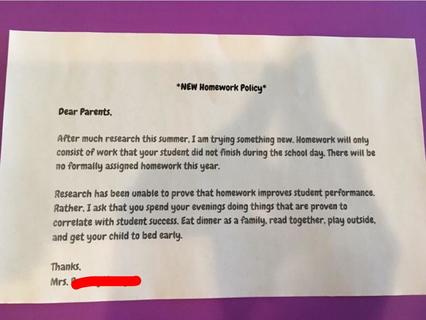 *NEW Homework Policy*
Dear Parents,
After much research this summer, I am trying something new. Homework will only
consist of work that your student did not finish during the school day. There will be
no formally assigned homework this year.
Research has been unable to prove that homework improves student performance.
Rather, I ask that you spend your evenings doing things that are proven to
correlate with student success. Eat dinner as a family, read together, play outside,
and get your child to bed early.
Thanks,
Mrs.